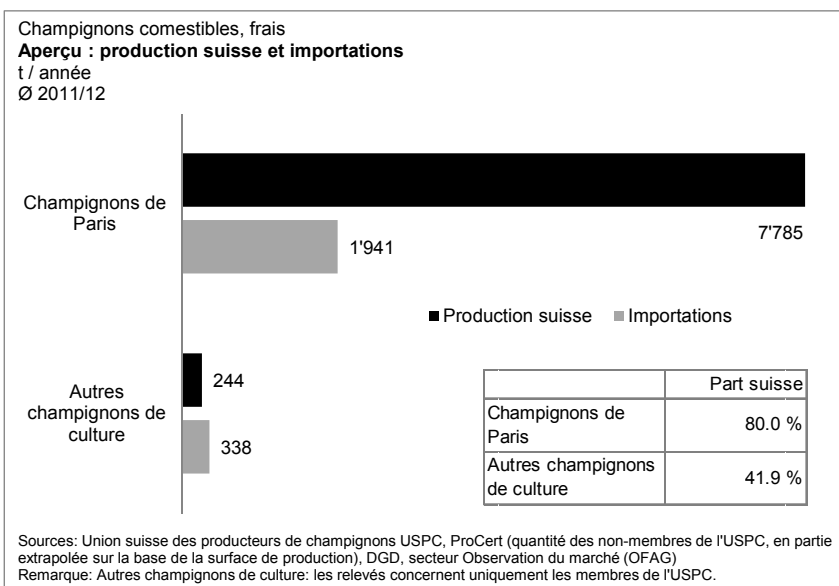 Champignons comestibles, frais
Aperçu : production suisse et importations
t / année
Ø 2011/12
Champignons de
Paris
7'785
1'941
Production suisse
Importations
Autres
champignons de
culture
244
338
Part suisse
Champignons de
Paris
80.0 %
Autres champignons
de culture
41.9 %
Sources: Union suisse des producteurs de champignons USPC, ProCert (quantité des non-membres de l'USPC, en partie
extrapolée sur la base de la surface de production), DGD, secteur Observation du marché (OFAG)
Remarque: Autres champignons de culture: les relevés concernent uniquement les membres de l'USPC.